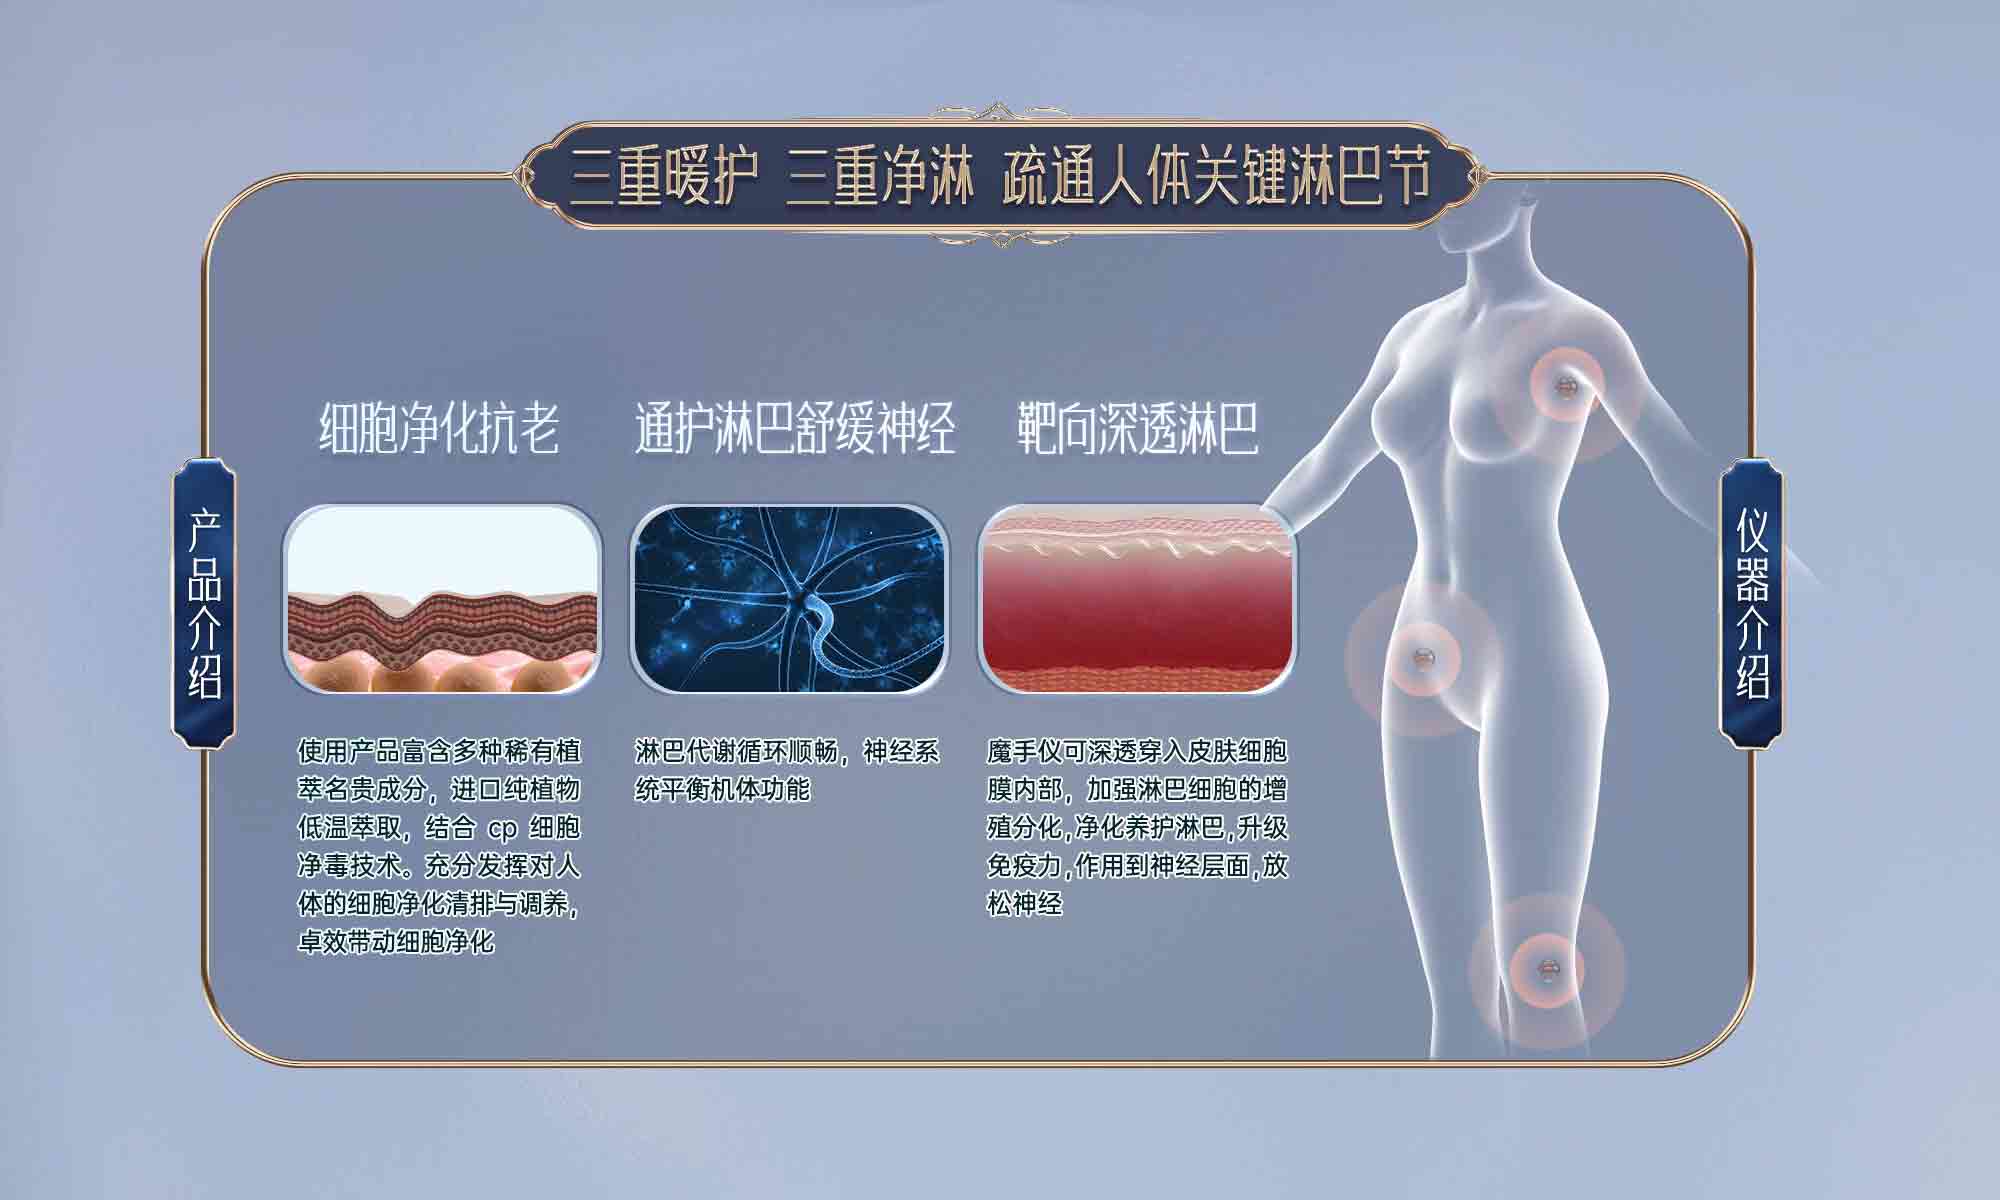 三重暖护 三重净淋 疏通人体关键淋巴节
细胞净化抗老
通护淋巴舒缓神经
靶向深透淋巴
产品介绍
仪器介绍
使用产品富含多种稀有植
萃名贵成分，进口纯植物
低温萃取，结合 cp 细胞
净毒技术。充分发挥对人
体的细胞净化清排与调养，
卓效带动细胞净化
淋巴代谢循环顺畅，神经系
统平衡机体功能
魔手仪可深透穿入皮肤细胞
膜内部，加强淋巴细胞的增
殖分化,净化养护淋巴,升级
免疫力,作用到神经层面,放
松神经